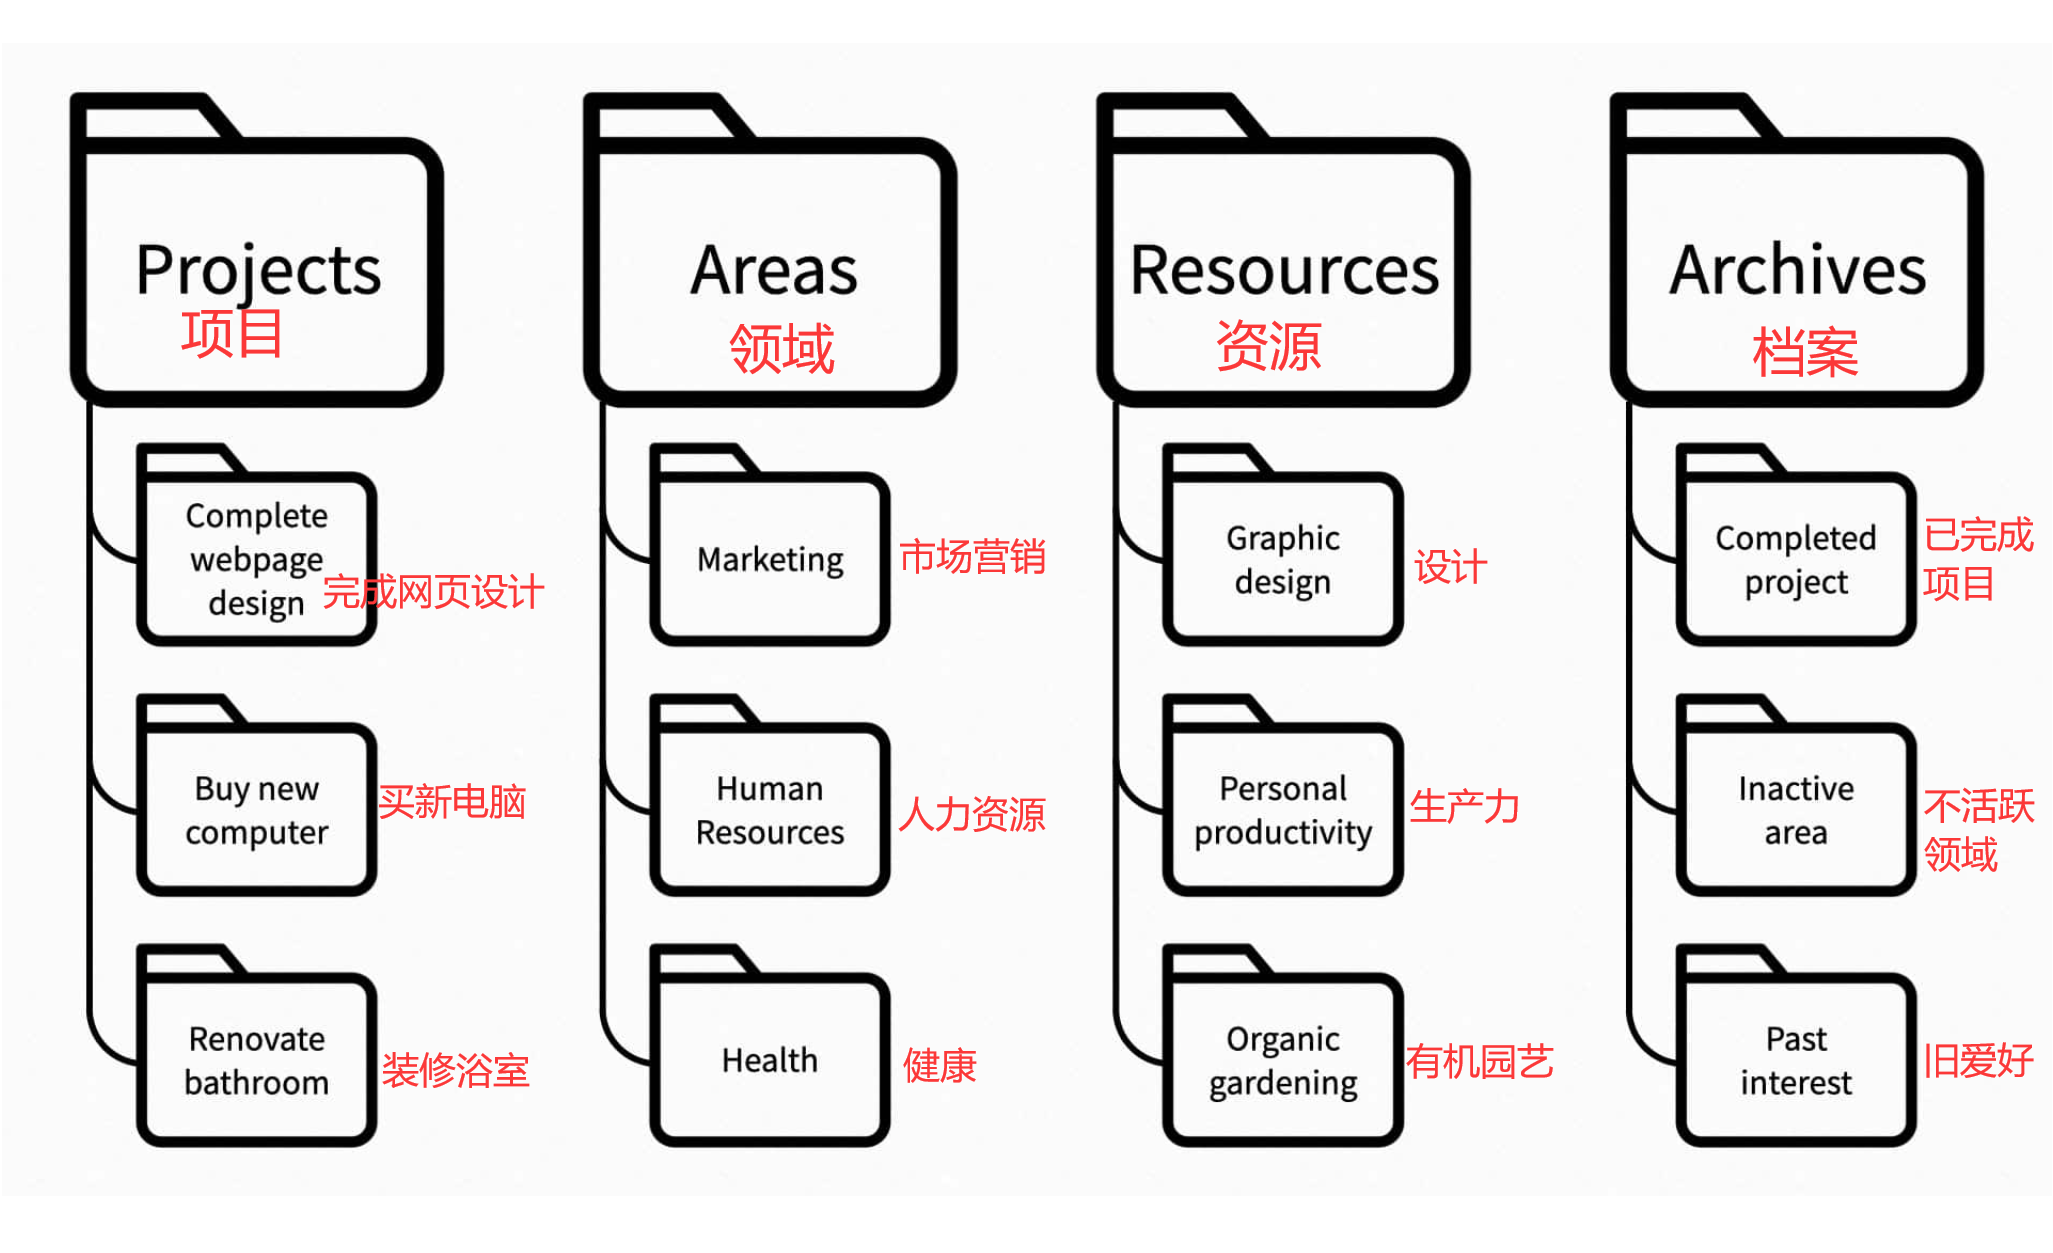 Projects
项目
Complete
webpage
design
完成网页设计
Buy new
computer
买新电脑
Renovate
bathroom
装修浴室
Areas
领域
Marketing
市场营销
Human
Resources
人力资源
Health
健康
Resources
资源
Graphic
design
设计
Personal
productivity
生产力
Organic
gardening
有机园艺
Archives
档案
Completed
project
已完成
项目
Inactive
area
不活跃
领域
Past
interest
旧爱好